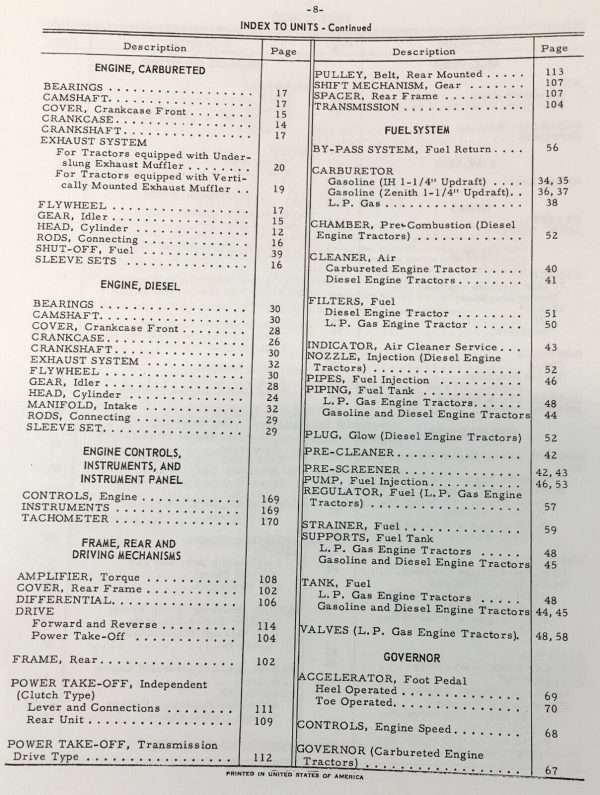 -8-
INDEX TO UNITS - Continued
Description
Page
ENGINE, CARBURETED
BEARINGS . . . . . . . . . . . . . . . . . . 17
CAMSHAFT. . . . . . . . . . . . . . . . . 17
COVER, Crankcase Front . . . . . . . . 15
CRANKCASE . . . . . . . . . . . . . . . . 14
CRANKSHAFT . . . . . . . . . . . . . . . 17
EXHAUST SYSTEM
For Tractors equipped with Under-
slung Exhaust Muffler . . . . . . . . 20
For Tractors equipped with Verti-
cally Mounted Exhaust Muffler . . 19
FLYWHEEL . . . . . . . . . . . . . . . . . 17
GEAR, Idler . . . . . . . . . . . . . . . . . 15
HEAD, Cylinder . . . . . . . . . . . . . . 12
RODS, Connecting . . . . . . . . . . . . 16
SHUT-OFF, Fuel . . . . . . . . . . . . . 39
SLEEVE SETS . . . . . . . . . . . . . . . 16
ENGINE, DIESEL
BEARINGS . . . . . . . . . . . . . . . . . 30
CAMSHAFT. . . . . . . . . . . . . . . . . 30
COVER, Crankcase Front . . . . . . . . 28
CRANKCASE. . . . . . . . . . . . . . . . 26
CRANKSHAFT. . . . . . . . . . . . . . . 30
EXHAUST SYSTEM . . . . . . . . . . . . 32
FLYWHEEL . . . . . . . . . . . . . . . . . 30
GEAR, Idler . . . . . . . . . . . . . . . . . 28
HEAD, Cylinder . . . . . . . . . . . . . . 24
MANIFOLD, Intake . . . . . . . . . . . . 32
RODS, Connecting . . . . . . . . . . . . 29
SLEEVE SET. . . . . . . . . . . . . . . . 29
ENGINE CONTROLS,
INSTRUMENTS, AND
INSTRUMENT PANEL
CONTROLS, Engine . . . . . . . . . . . . 169
INSTRUMENTS . . . . . . . . . . . . . . . 169
TACHOMETER . . . . . . . . . . . . . . . 170
FRAME, REAR AND
DRIVING MECHANISMS
AMPLIFIER, Torque . . . . . . . . . . . 108
COVER, Rear Frame . . . . . . . . . . . 102
DIFFERENTIAL. . . . . . . . . . . . . . . 106
DRIVE
Forward and Reverse . . . . . . . . . 114
Power Take-Off . . . . . . . . . . . . . 104
FRAME, Rear. . . . . . . . . . . . . . . . 102
POWER TAKE-OFF, Independent
(Clutch Type)
Lever and Connections . . . . . . . . 111
Rear Unit . . . . . . . . . . . . . . . . . 109
POWER TAKE-OFF, Transmission
Drive Type . . . . . . . . . . . . . . . . . 112
Description
Page
PULLEY, Belt, Rear Mounted . . . . . 113
SHIFT MECHANISM, Gear . . . . . . . 107
SPACER, Rear Frame . . . . . . . . . . 107
TRANSMISSION . . . . . . . . . . . . . . 104
FUEL SYSTEM
BY-PASS SYSTEM, Fuel Return . . . . 56
CARBURETOR
Gasoline (IH 1-1/4" Updraft) . . . . 34, 35
Gasoline (Zenith 1-1/4" Updraft). . 36, 37
L. P. Gas . . . . . . . . . . . . . . . . . 38
CHAMBER, Pre-Combustion (Diesel
Engine Tractors) . . . . . . . . . . . . . 52
CLEANER, Air
Carbureted Engine Tractor . . . . . 40
Diesel Engine Tractors . . . . . . . . 41
FILTERS, Fuel
Diesel Engine Tractor . . . . . . . . 51
L. P. Gas Engine Tractor . . . . . . 50
INDICATOR, Air Cleaner Service . . 43
NOZZLE, Injection (Diesel Engine
Tractors) . . . . . . . . . . . . . . . . . . 52
PIPES, Fuel Injection . . . . . . . . . . 46
PIPING, Fuel Tank
L. P. Gas Engine Tractors. . . . . . 48
Gasoline and Diesel Engine Tractors 44
PLUG, Glow (Diesel Engine Tractors) 52
PRE-CLEANER. . . . . . . . . . . . . . . 42
PRE-SCREENER . . . . . . . . . . . . . . 42, 43
PUMP, Fuel Injection. . . . . . . . . . . 46, 53
REGULATOR, Fuel (L. P. Gas Engine
Tractors) . . . . . . . . . . . . . . . . . . 57
STRAINER, Fuel . . . . . . . . . . . . . . 59
SUPPORTS, Fuel Tank
L. P. Gas Engine Tractors . . . . . 48
Gasoline and Diesel Engine Tractors 45
TANK, Fuel
L. P. Gas Engine Tractors . . . . . 48
Gasoline and Diesel Engine Tractors 44, 45
VALVES (L. P. Gas Engine Tractors). 48, 58
GOVERNOR
ACCELERATOR, Foot Pedal
Heel Operated . . . . . . . . . . . . . . 69
Toe Operated. . . . . . . . . . . . . . . 70
CONTROLS, Engine Speed. . . . . . . . 68
GOVERNOR (Carbureted Engine
Tractors) . . . . . . . . . . . . . . . . . . 67
PRINTED IN UNITED STATES OF AMERICA